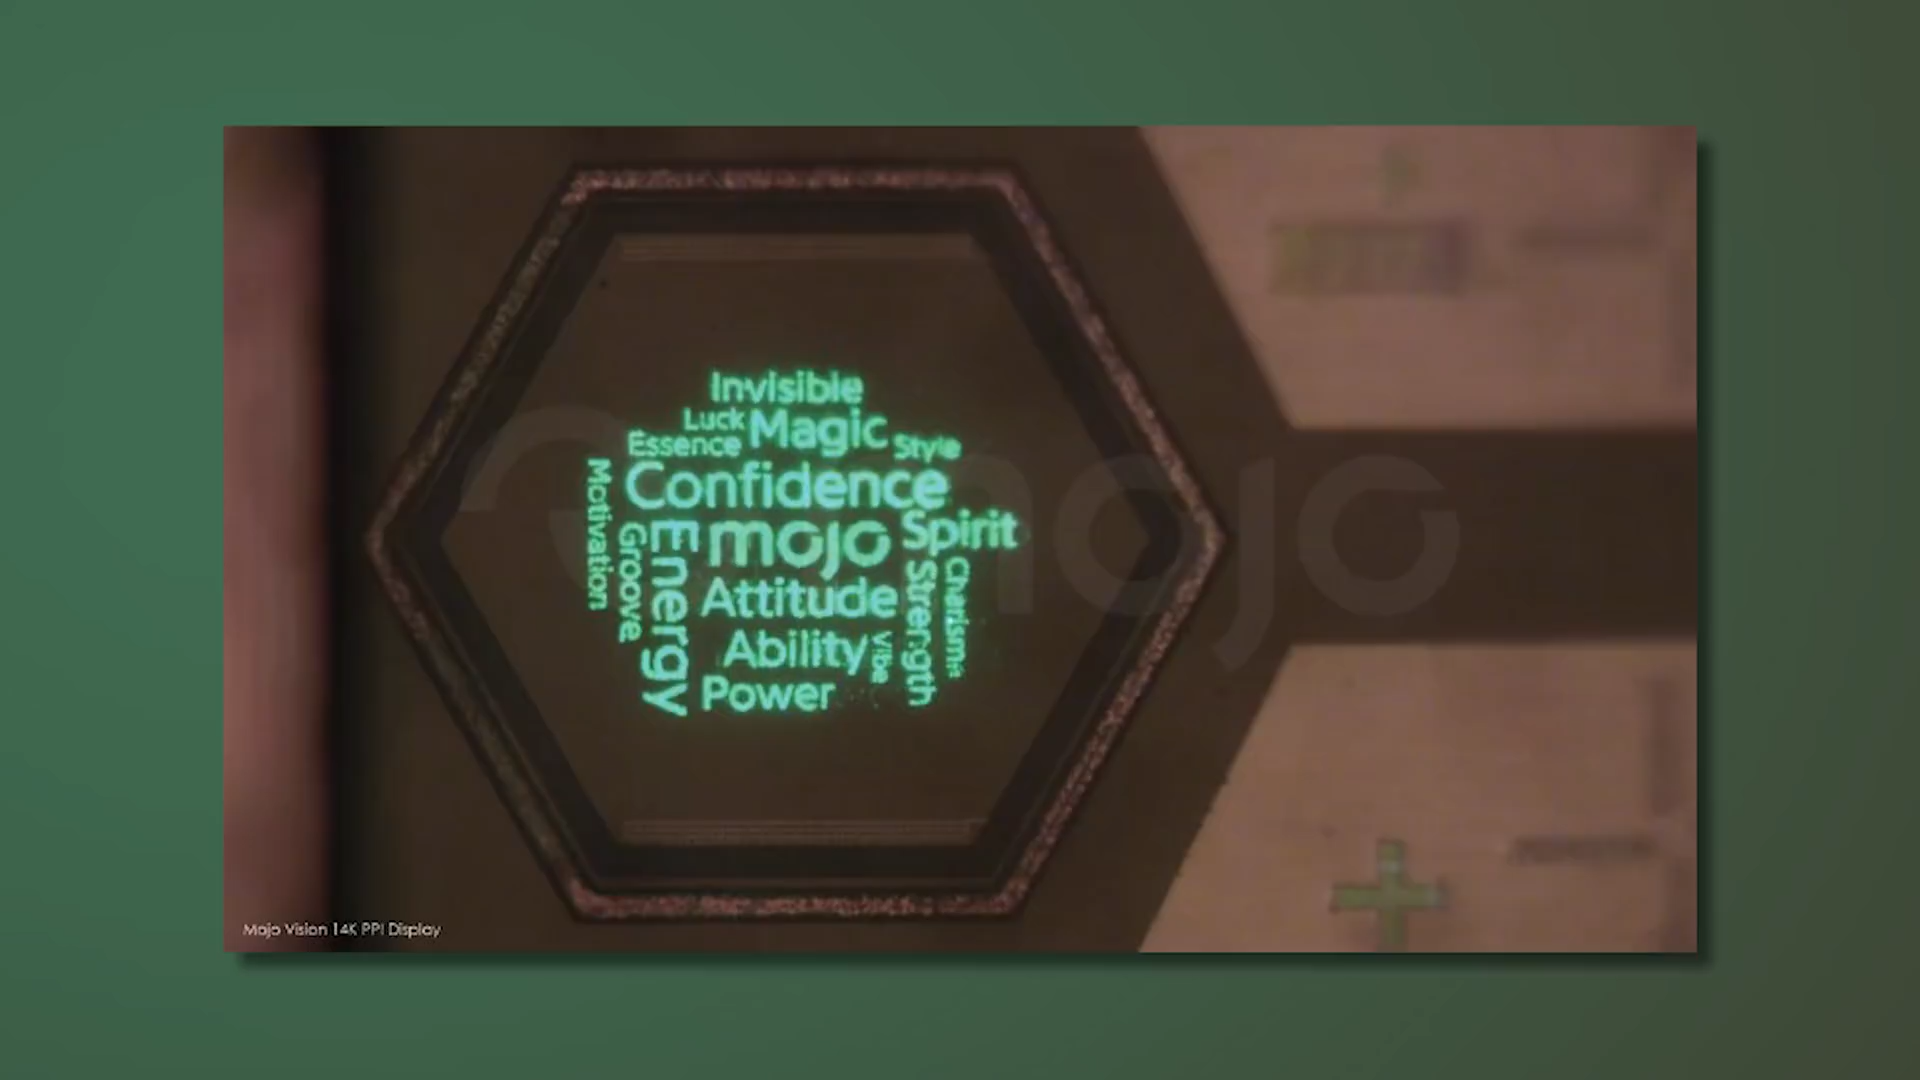 Invisible
Luck Magic
Essence Style
Confidence
Motivation
Groove
Energy
mojo
Spirit
Attitude
Strength
Ability
Vibe
Power
mojo
Mojo Vision 14K PPI Display